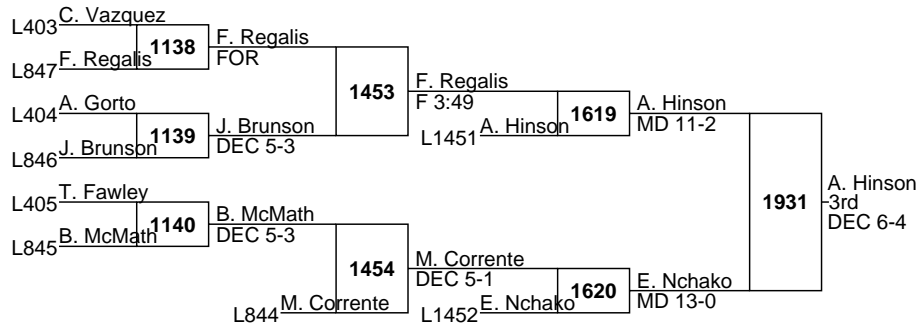 L403 C. Vazquez
1138
F. Regalis
FOR
L847 F. Regalis
1453
F. Regalis
F 3:49
L404 A. Gorto
1139
J. Brunson
DEC 5-3
L846 J. Brunson
L1451 A. Hinson
1619
A. Hinson
MD 11-2
L405 T. Fawley
1140
B. McMath
DEC 5-3
L845 B. McMath
1454
M. Corrente
DEC 5-1
L844 M. Corrente
L1452 E. Nchako
1620
E. Nchako
MD 13-0
1931
A. Hinson
3rd
DEC 6-4